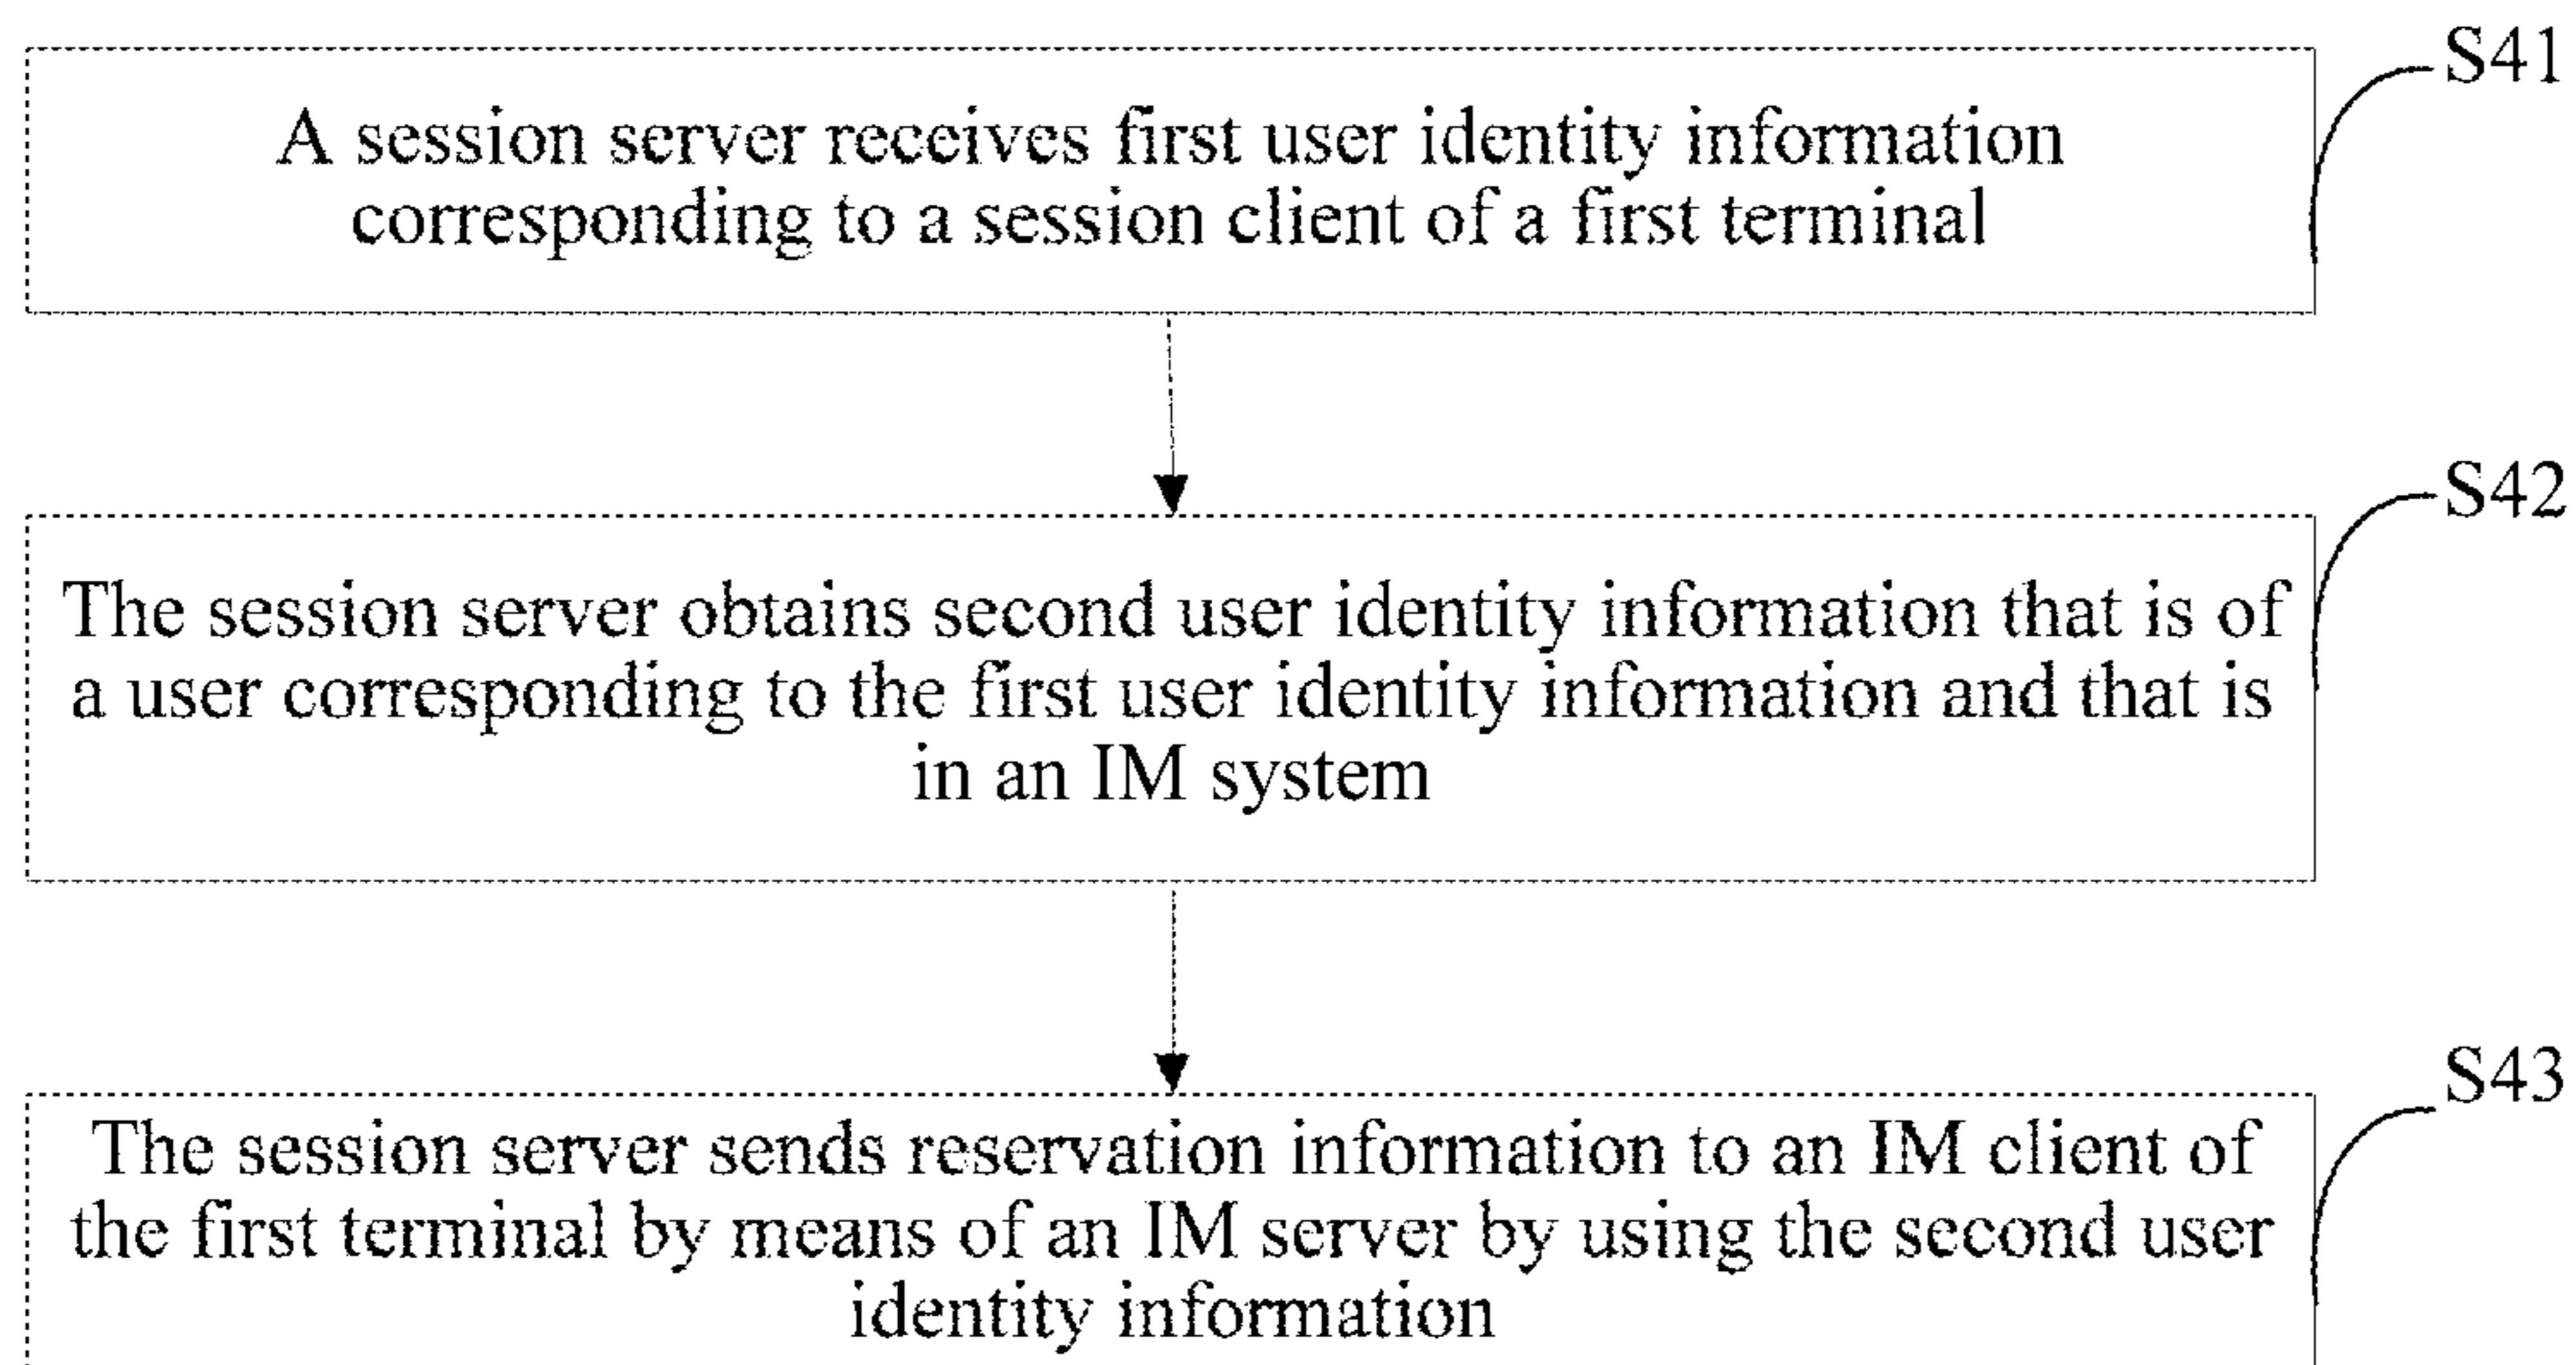 S41
A session server receives first user identity information
corresponding to a session client of a first terminal
S42
The session server obtains second user identity information that is of
a user corresponding to the first user identity information and that is
in an IM system
S43
The session server sends reservation information to an IM client of
the first terminal by means of an IM server by using the second user
identity information